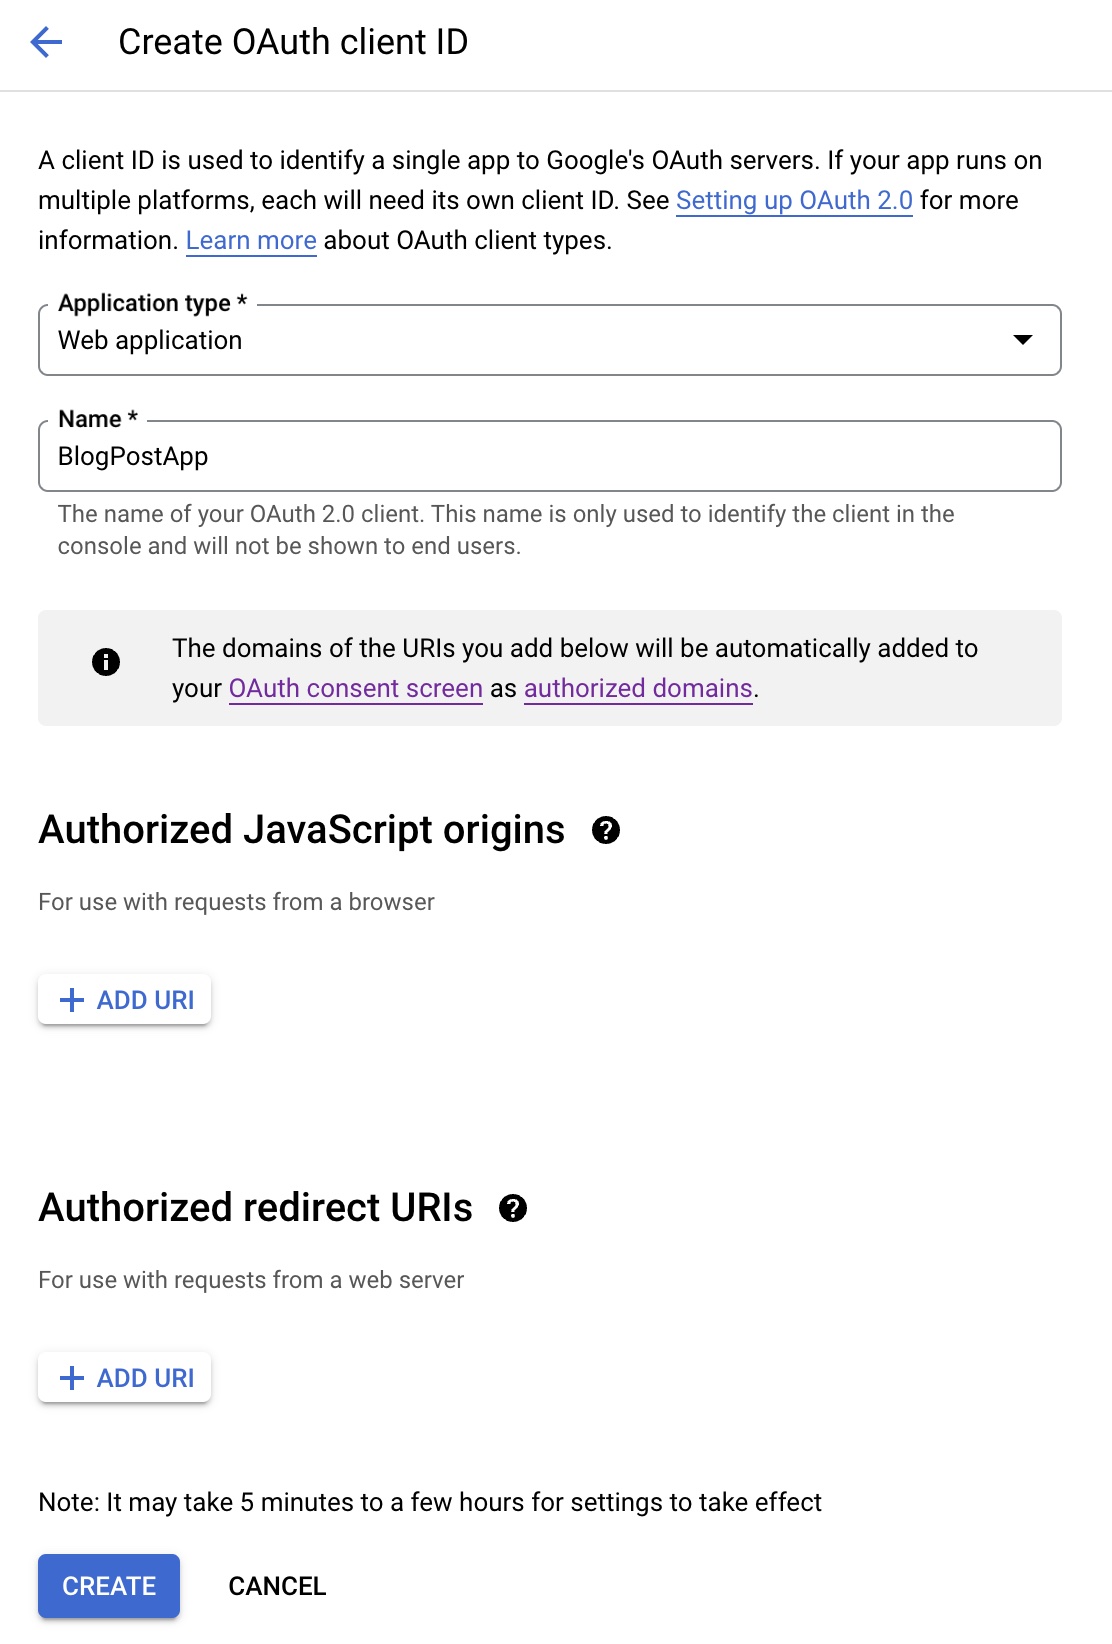 Create OAuth client ID
A client ID is used to identify a single app to Google's OAuth servers. If your app runs on
multiple platforms, each will need its own client ID. See Setting up OAuth 2.0 for more
information. Learn more about OAuth client types.
Application type *
Web application
Name *
BlogPostApp
The name of your OAuth 2.0 client. This name is only used to identify the client in the
console and will not be shown to end users.
The domains of the URIs you add below will be automatically added to
your OAuth consent screen as authorized domains.
Authorized JavaScript origins
For use with requests from a browser
ADD URI
Authorized redirect URIs
For use with requests from a web server
ADD URI
Note: It may take 5 minutes to a few hours for settings to take effect
CREATE CANCEL